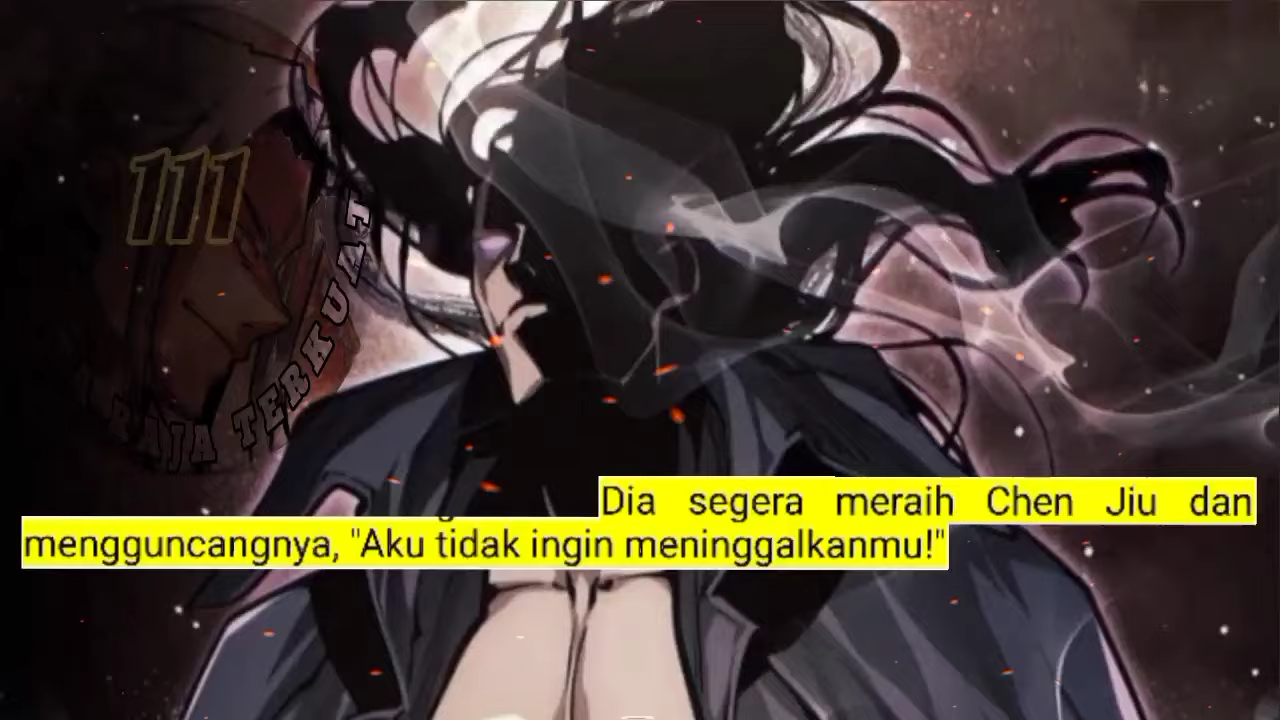 111
RAJA TERKUAT
Dia segera meraih Chen Jiu dan
mengguncangnya, "Aku tidak ingin meninggalkanmu!"